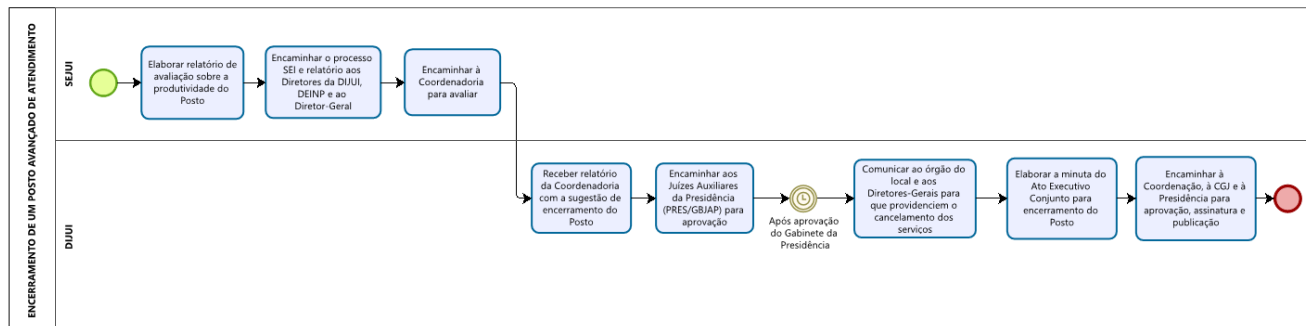 ENCERRAMENTO DE UM POSTO AVANÇADO DE ATENDIMENTO
SEJUI
Elaborar relatório de
avaliação sobre a
produtividade do
Posto
Encaminhar o processo
SEI e relatório aos
Diretores da DIJUI,
DEINP e ao
Diretor-Geral
Encaminhar à
Coordenadoria
para avaliar
DIJUI
Receber relatório
da Coordenadoria
com a sugestão de
encerramento do
Posto
Encaminhar aos
Juízes Auxiliares
da Presidência
(PRES/GBJAP) para
aprovação
Após aprovação
do Gabinete da
Presidência
Comunicar ao órgão do
local e aos
Diretores-Gerais para
que providenciem o
cancelamento dos
serviços
Elaborar a minuta do
Ato Executivo
Conjunto para
encerramento do
Posto
Encaminhar à
Coordenação, à CGJ e à
Presidência para
aprovação, assinatura e
publicação